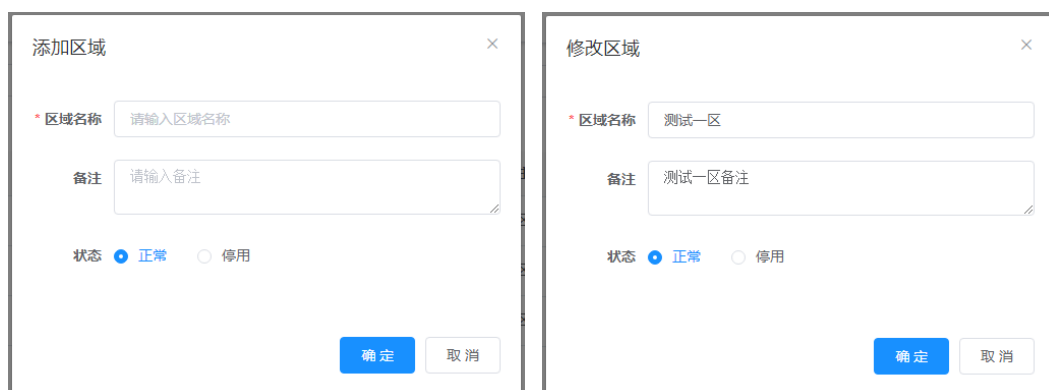 添加区域
* 区域名称 请输入区域名称
备注 请输入备注
状态 正常 停用
确定 取消
修改区域
* 区域名称 测试一区
备注 测试一区备注
状态 正常 停用
确定 取消